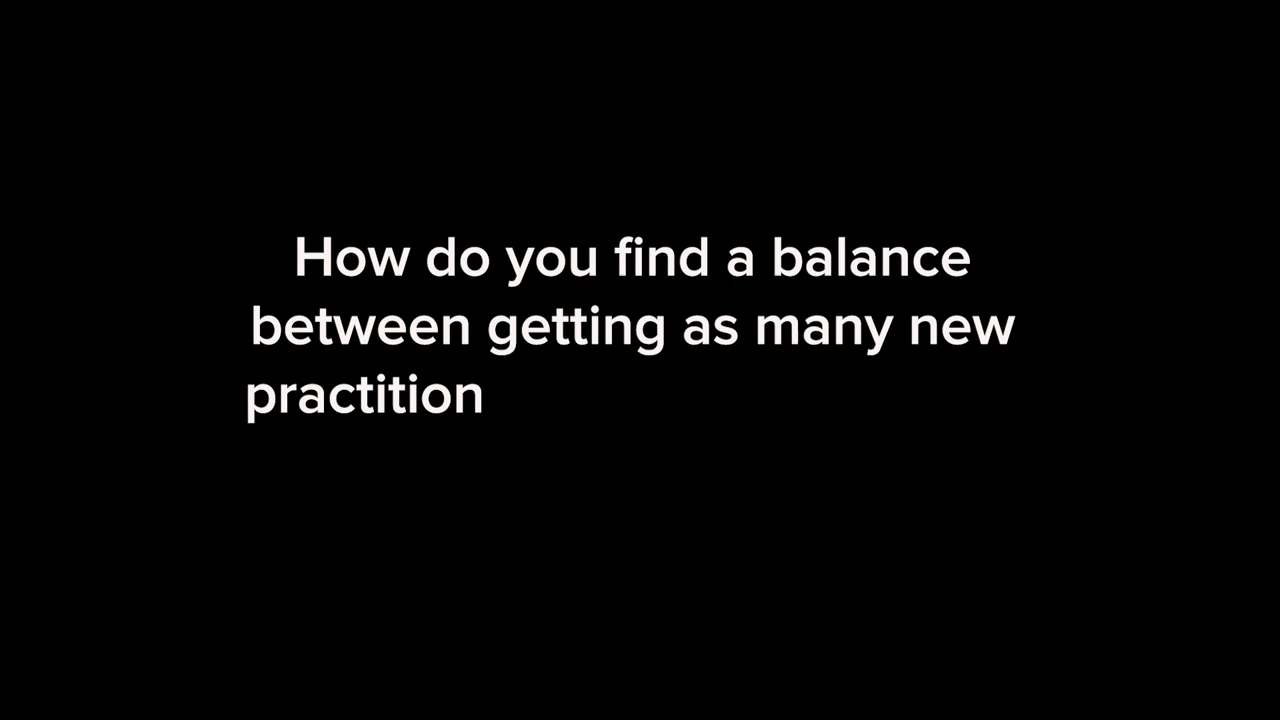 How do you find a balance
between getting as many new
practition